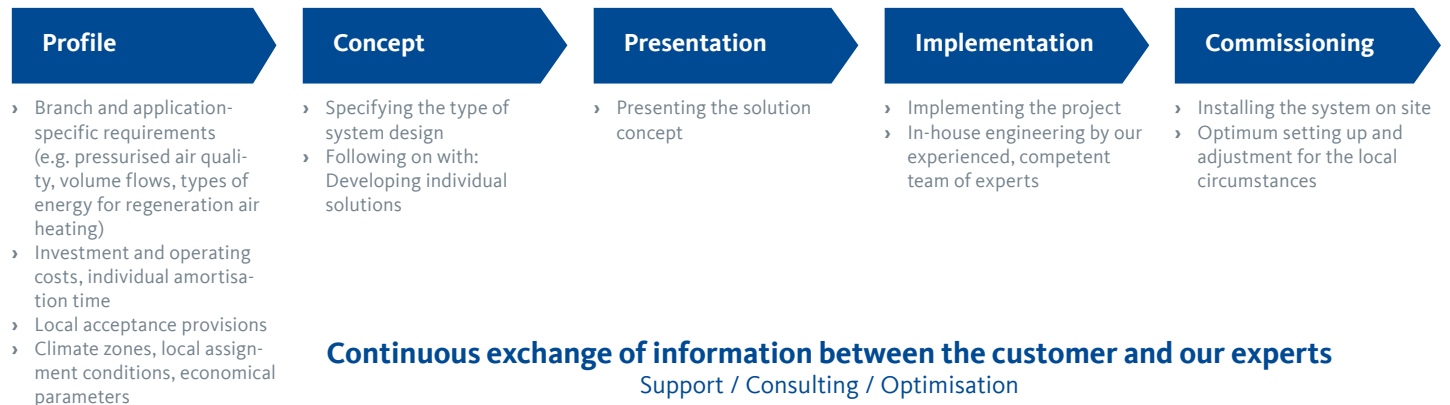 Profile
› Branch and application-
specific requirements
(e.g. pressurised air quali-
ty, volume flows, types of
energy for regeneration air
heating)
› Investment and operating
costs, individual amortisa-
tion time
› Local acceptance provisions
› Climate zones, local assign-
ment conditions, economical
parameters
Concept
› Specifying the type of
system design
› Following on with:
Developing individual
solutions
Presentation
› Presenting the solution
concept
Implementation
› Implementing the project
› In-house engineering by our
experienced, competent
team of experts
Commissioning
› Installing the system on site
› Optimum setting up and
adjustment for the local
circumstances
Continuous exchange of information between the customer and our experts
Support / Consulting / Optimisation